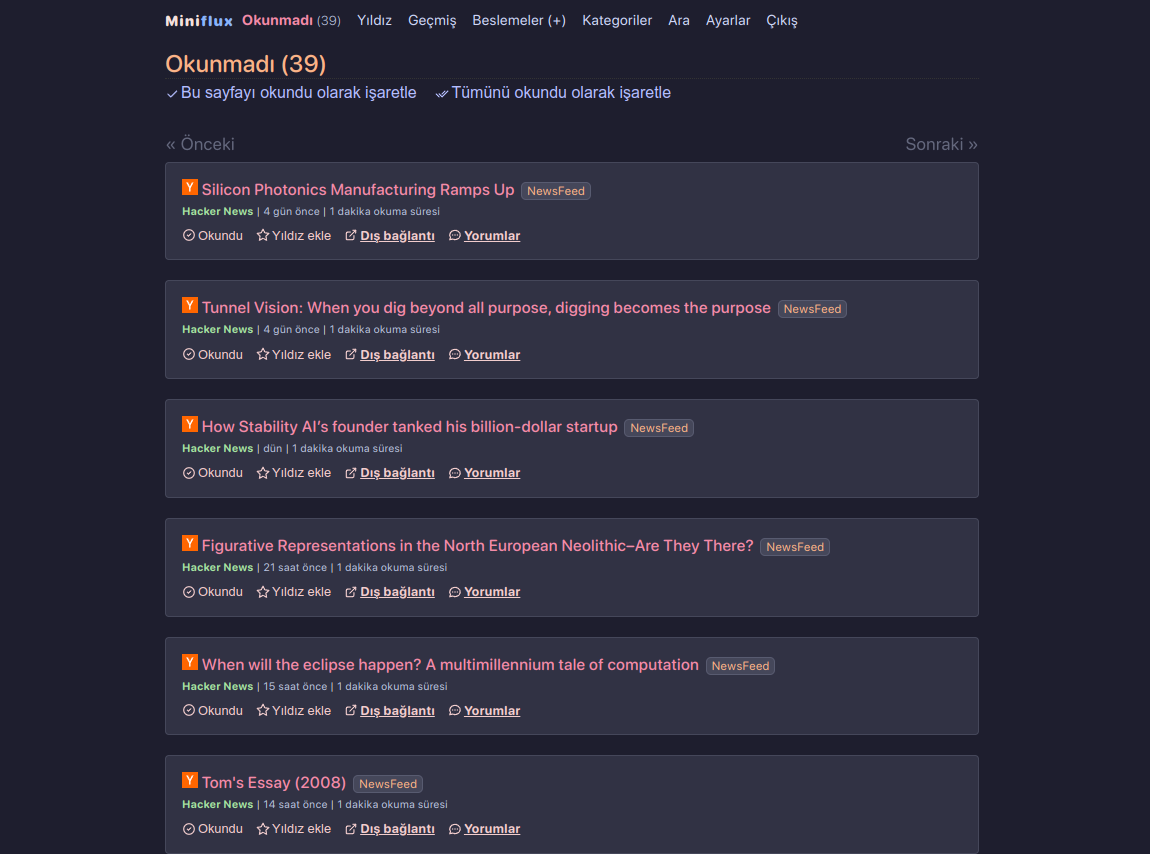 Miniflux Okunmadı (39) Yıldız Geçmiş Beslemeler (+) Kategoriler Ara Ayarlar Çıkış
Okunmadı (39)
Bu sayfayı okundu olarak işaretle Tümünü okundu olarak işaretle
« Önceki Sonraki »
Y Silicon Photonics Manufacturing Ramps Up NewsFeed
Hacker News | 4 gün önce | 1 dakika okuma süresi
Okundu Yıldız ekle Dış bağlantı Yorumlar
Y Tunnel Vision: When you dig beyond all purpose, digging becomes the purpose NewsFeed
Hacker News | 4 gün önce | 1 dakika okuma süresi
Okundu Yıldız ekle Dış bağlantı Yorumlar
Y How Stability AI’s founder tanked his billion-dollar startup NewsFeed
Hacker News | dün | 1 dakika okuma süresi
Okundu Yıldız ekle Dış bağlantı Yorumlar
Y Figurative Representations in the North European Neolithic–Are They There? NewsFeed
Hacker News | 21 saat önce | 1 dakika okuma süresi
Okundu Yıldız ekle Dış bağlantı Yorumlar
Y When will the eclipse happen? A multimillennium tale of computation NewsFeed
Hacker News | 15 saat önce | 1 dakika okuma süresi
Okundu Yıldız ekle Dış bağlantı Yorumlar
Y Tom's Essay (2008) NewsFeed
Hacker News | 14 saat önce | 1 dakika okuma süresi
Okundu Yıldız ekle Dış bağlantı Yorumlar